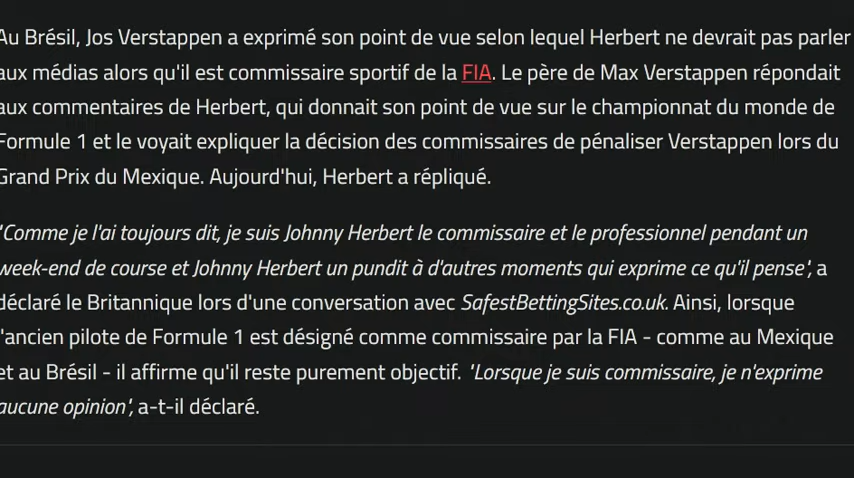 Au Brésil, Jos Verstappen a exprimé son point de vue selon lequel Herbert ne devrait pas parler
aux médias alors qu'il est commissaire sportif de la FIA. Le père de Max Verstappen répondait
aux commentaires de Herbert, qui donnait son point de vue sur le championnat du monde de
Formule 1 et le voyait expliquer la décision des commissaires de pénaliser Verstappen lors du
Grand Prix du Mexique. Aujourd'hui, Herbert a répliqué.
"Comme je l'ai toujours dit, je suis Johnny Herbert le commissaire et le professionnel pendant un
week-end de course et Johnny Herbert un pundit à d'autres moments qui exprime ce qu'il pense", a
déclaré le Britannique lors d'une conversation avec SafestBettingSites.co.uk. Ainsi, lorsque
l'ancien pilote de Formule 1 est désigné comme commissaire par la FIA - comme au Mexique
et au Brésil - il affirme qu'il reste purement objectif. "Lorsque je suis commissaire, je n'exprime
aucune opinion", a-t-il déclaré.